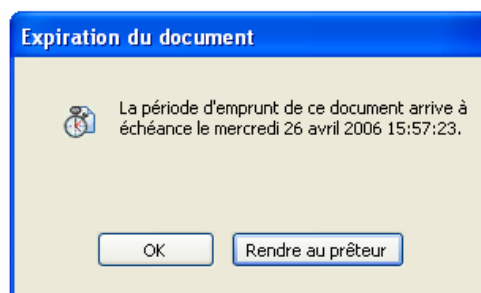 Expiration du document
La période d'emprunt de ce document arrive à
échéance le mercredi 26 avril 2006 15:57:23.
OK
Rendre au prêteur